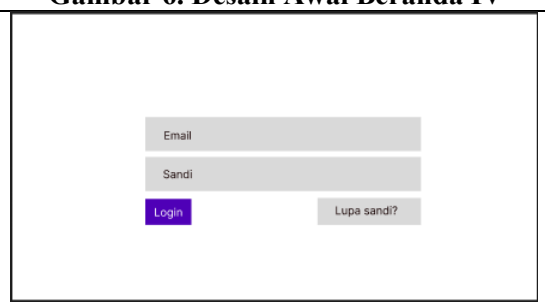 Gambar 6. Desain Awal Beranda IV
Email
Sandi
Login
Lupa sandi?